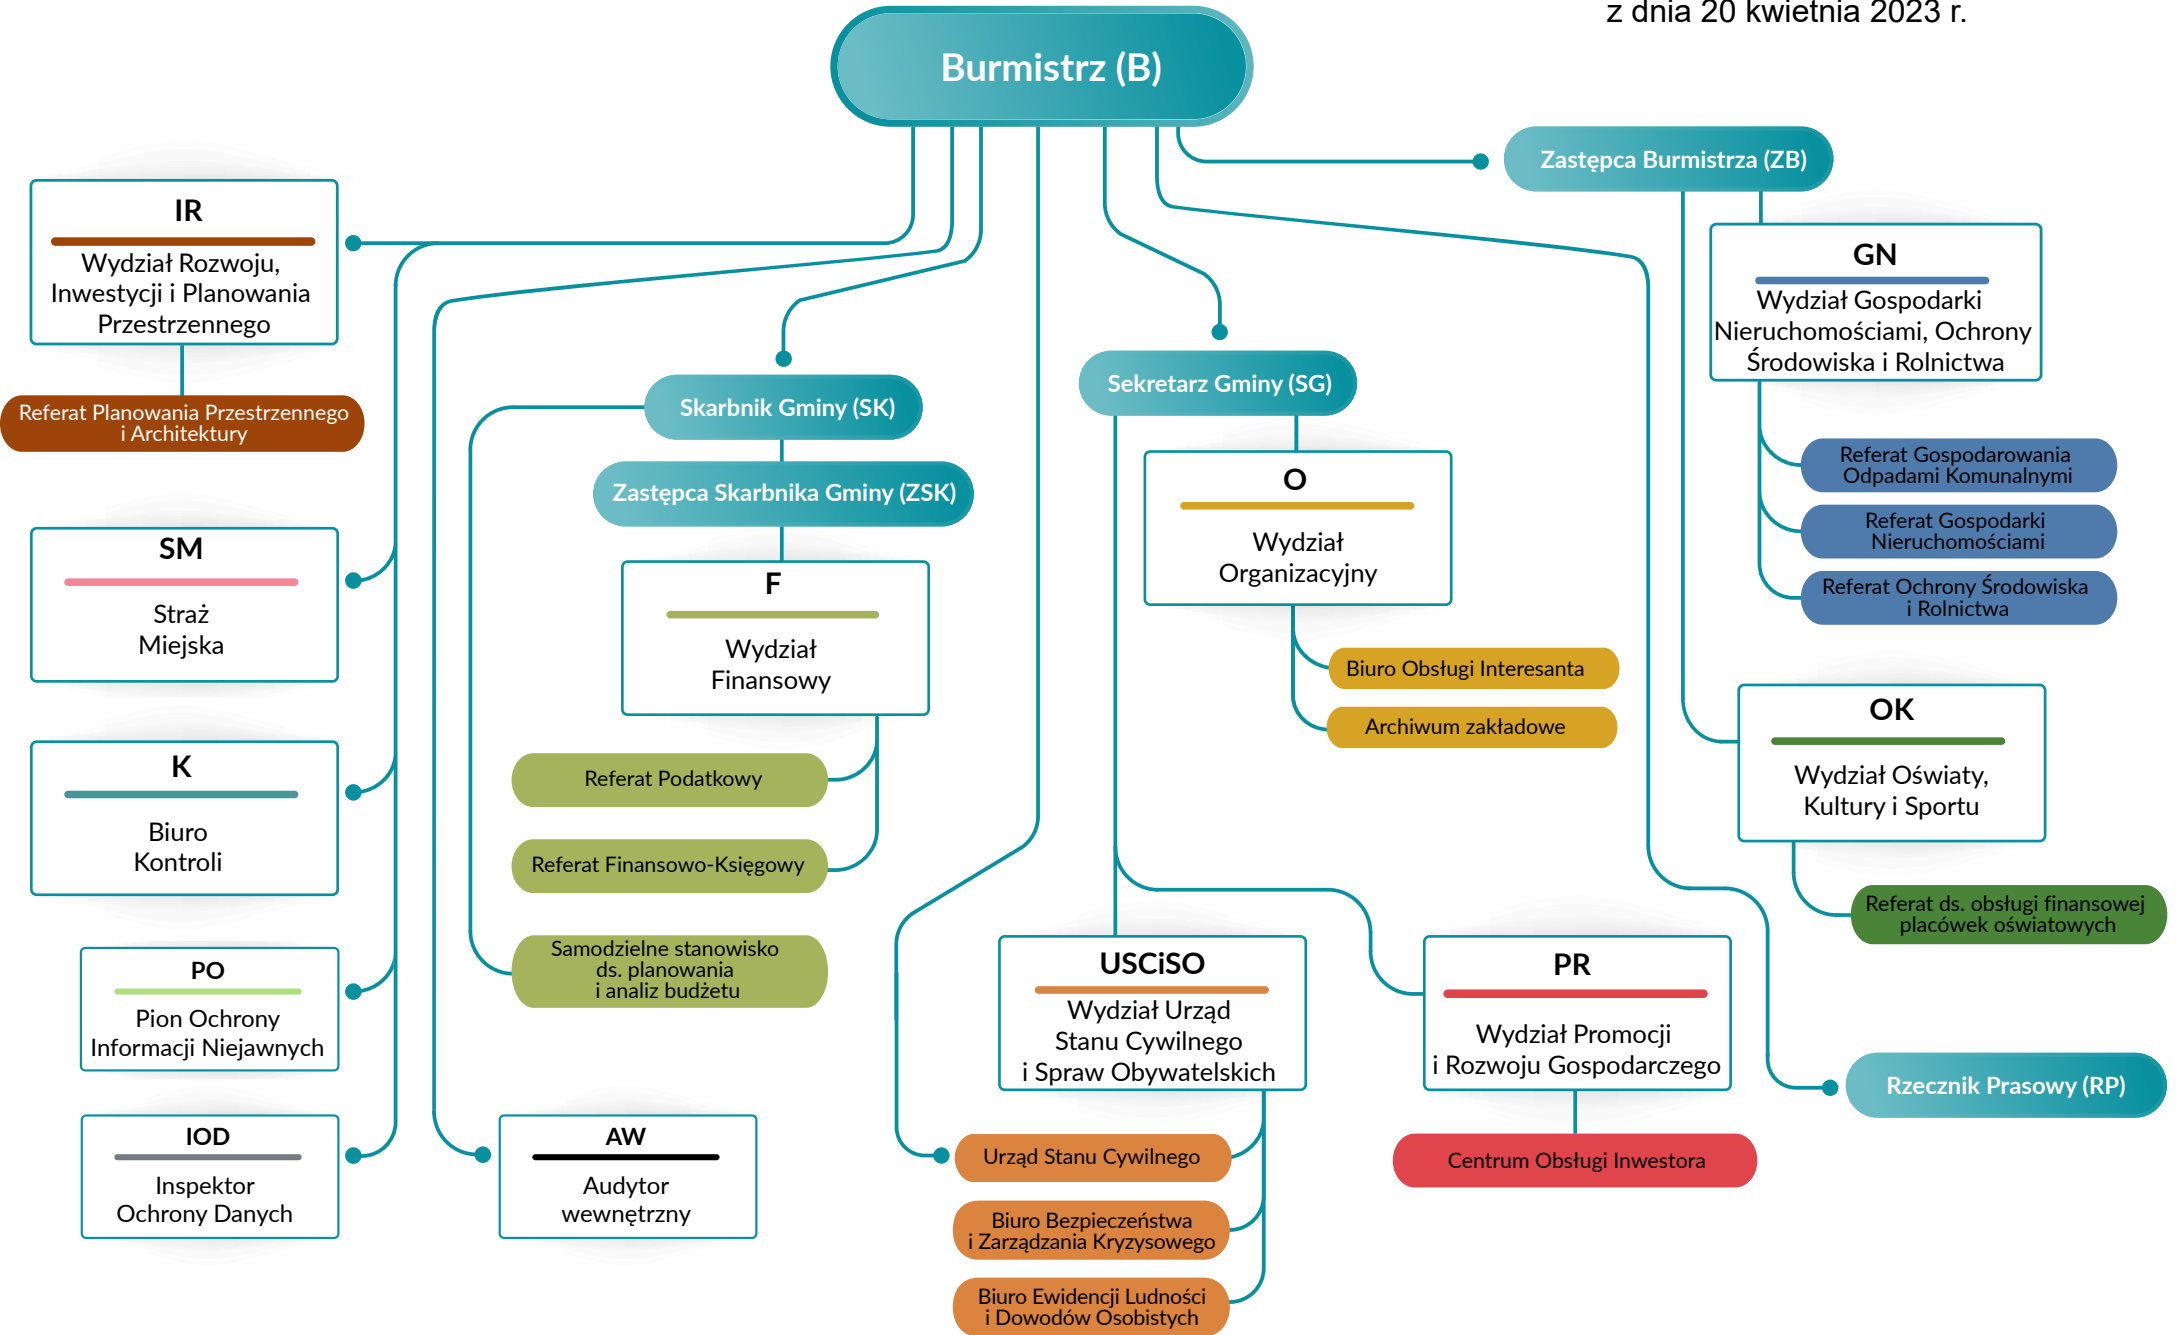 z dnia 20 kwietnia 2023 r.
Burmistrz (B)
Zastępca Burmistrza (ZB)
IR
Wydział Rozwoju,
Inwestycji i Planowania
Przestrzennego
Referat Planowania Przestrzennego
i Architektury
SM
Straż
Miejska
K
Biuro
Kontroli
PO
Pion Ochrony
Informacji Niejawnych
IOD
Inspektor
Ochrony Danych
AW
Audytor
wewnętrzny
Skarbnik Gminy (SK)
Zastępca Skarbnika Gminy (ZSK)
F
Wydział
Finansowy
Referat Podatkowy
Referat Finansowo-Księgowy
Samodzielne stanowisko
ds. planowania
i analiz budżetu
Sekretarz Gminy (SG)
O
Wydział
Organizacyjny
Biuro Obsługi Interesanta
Archiwum zakładowe
USCiSO
Wydział Urząd
Stanu Cywilnego
i Spraw Obywatelskich
Urząd Stanu Cywilnego
Biuro Bezpieczeństwa
i Zarządzania Kryzysowego
Biuro Ewidencji Ludności
i Dowodów Osobistych
PR
Wydział Promocji
i Rozwoju Gospodarczego
Centrum Obsługi Inwestora
GN
Wydział Gospodarki
Nieruchomościami, Ochrony
Środowiska i Rolnictwa
Referat Gospodarowania
Odpadami Komunalnymi
Referat Gospodarki
Nieruchomościami
Referat Ochrony Środowiska
i Rolnictwa
OK
Wydział Oświaty,
Kultury i Sportu
Referat ds. obsługi finansowej
placówek oświatowych
Rzecznik Prasowy (RP)